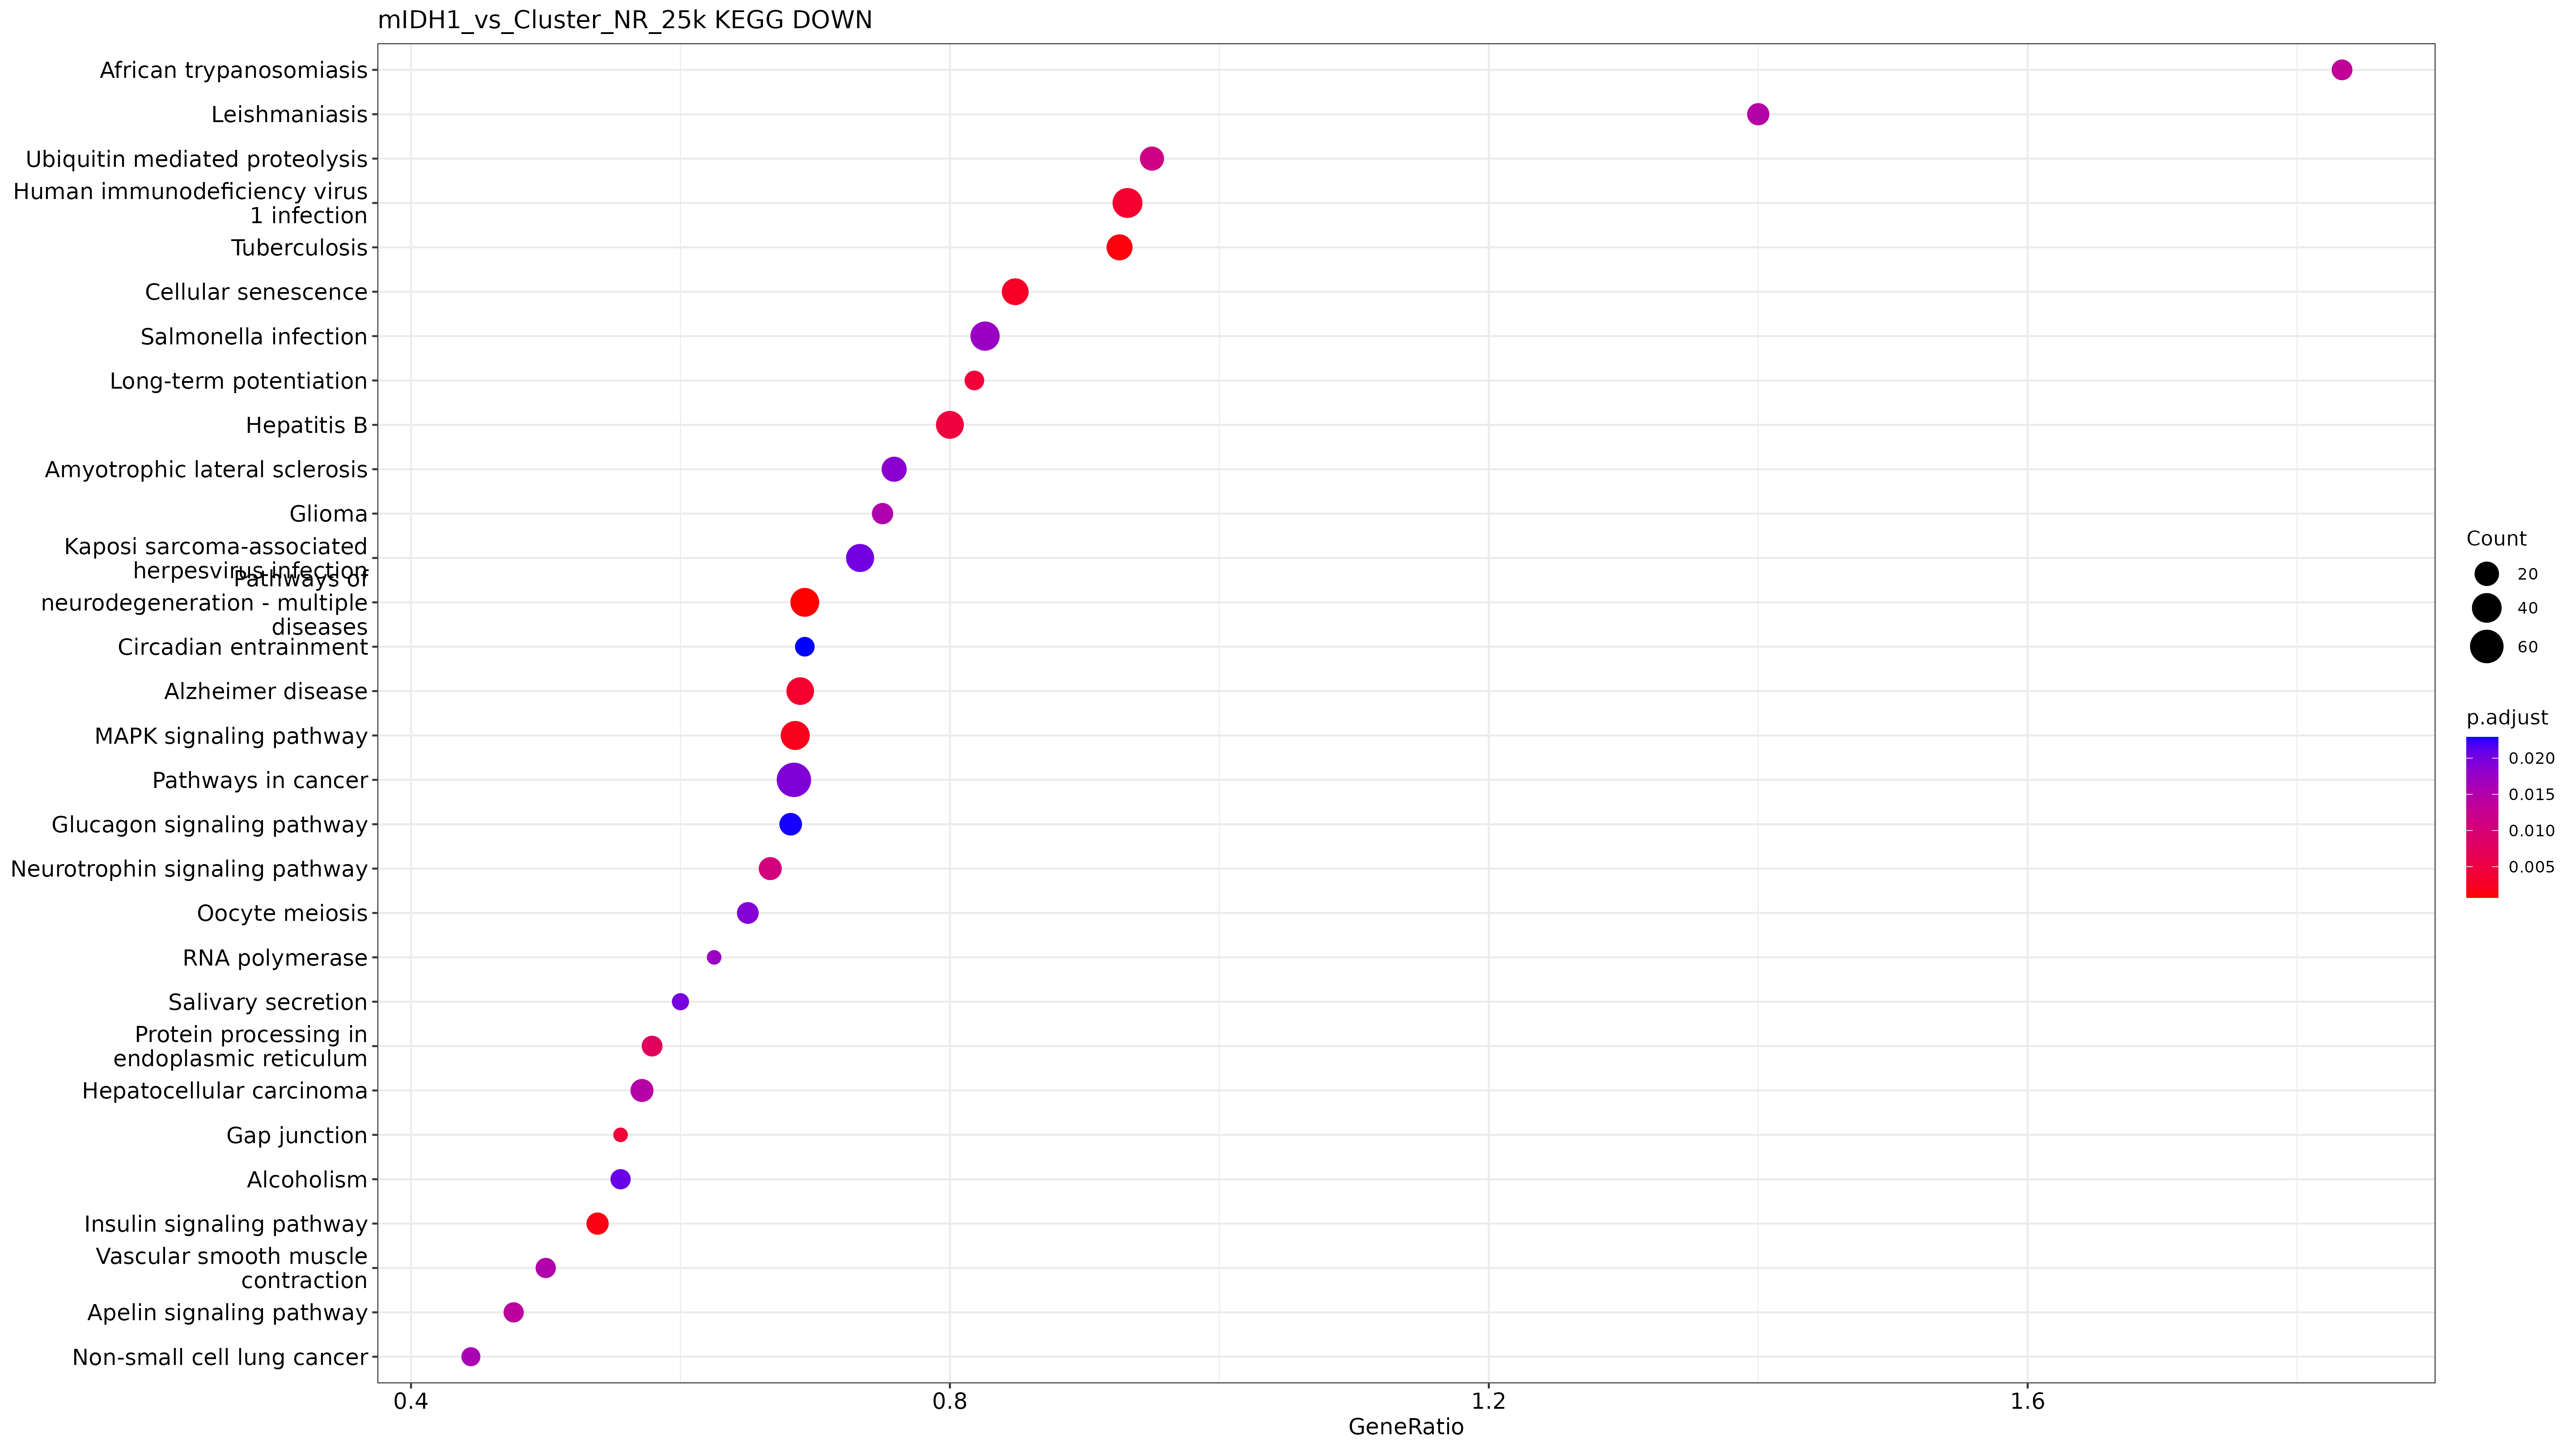 mIDH1_vs_Cluster_NR_25k KEGG DOWN
African trypanosomiasis
Leishmaniasis
Ubiquitin mediated proteolysis
Human immunodeficiency virus
1 infection
Tuberculosis
Cellular senescence
Salmonella infection
Long-term potentiation
Hepatitis B
Amyotrophic lateral sclerosis
Glioma
Kaposi sarcoma-associated
herpesvirus infection
Pathways of
neurodegeneration - multiple
diseases
Circadian entrainment
Alzheimer disease
MAPK signaling pathway
Pathways in cancer
Glucagon signaling pathway
Neurotrophin signaling pathway
Oocyte meiosis
RNA polymerase
Salivary secretion
Protein processing in
endoplasmic reticulum
Hepatocellular carcinoma
Gap junction
Alcoholism
Insulin signaling pathway
Vascular smooth muscle
contraction
Apelin signaling pathway
Non-small cell lung cancer
0.4 0.8 1.2 1.6
GeneRatio
Count
20
40
60
p.adjust
0.020
0.015
0.010
0.005